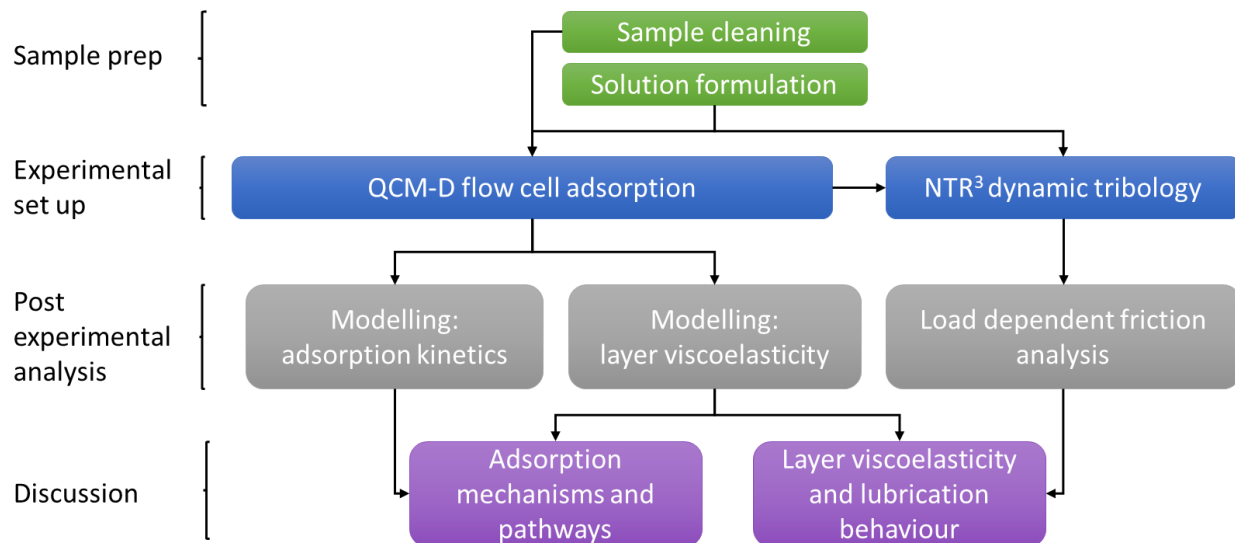 Sample prep
Sample cleaning
Solution formulation
Experimental
set up
QCM-D flow cell adsorption
NTR³ dynamic tribology
Post
experimental
analysis
Modelling:
adsorption kinetics
Modelling:
layer viscoelasticity
Load dependent friction
analysis
Discussion
Adsorption
mechanisms and
pathways
Layer viscoelasticity
and lubrication
behaviour